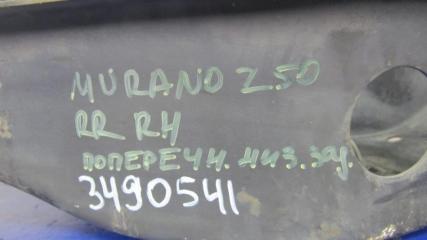 MURANO Z50
RR RH
ПОПЕРЕЧН. НИЗ. зад.
3490541